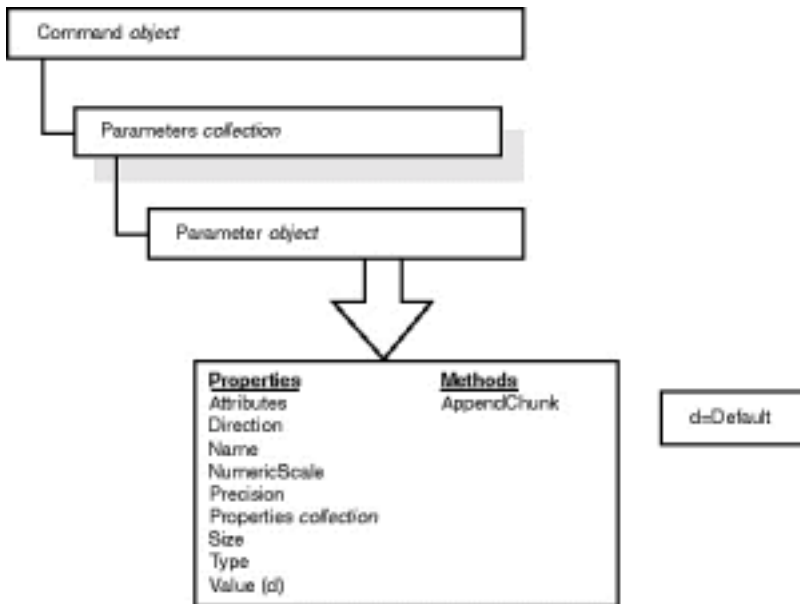 Command object
Parameters collection
Parameter object
Properties
Attributes
Direction
Name
NumericScale
Precision
Properties collection
Size
Type
Value (d)
Methods
AppendChunk
d=Default